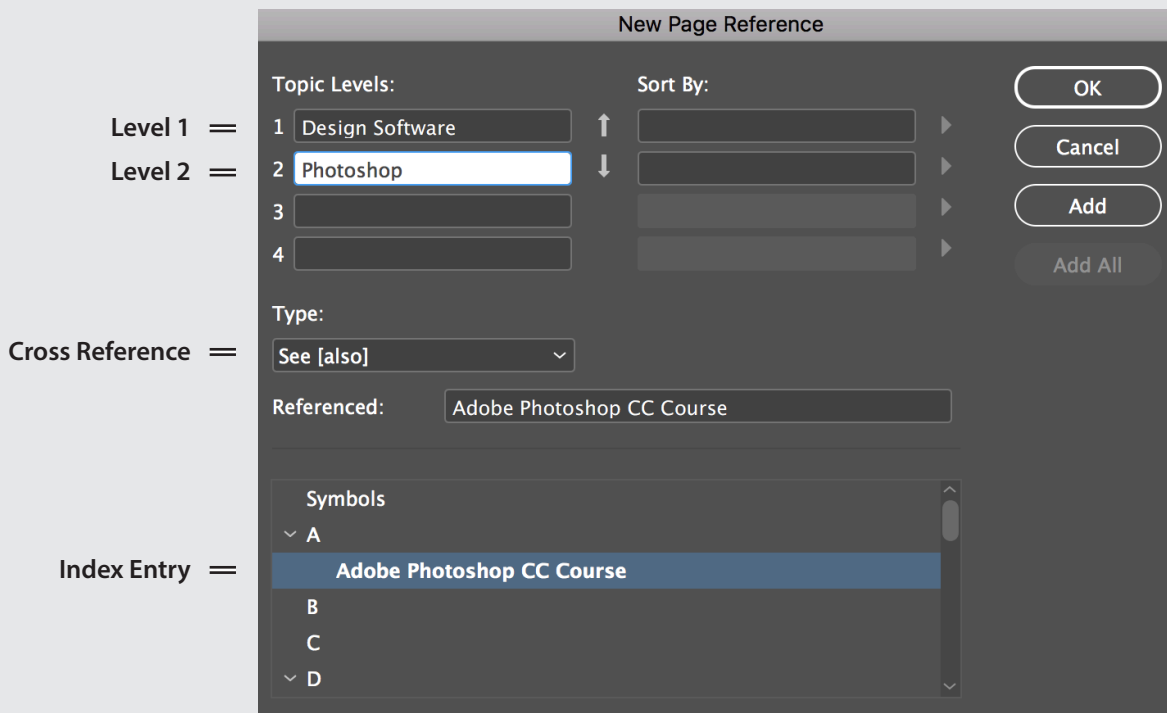 New Page Reference
Topic Levels: Sort By:
Level 1 = 1 Design Software OK
Level 2 = 2 Photoshop Cancel
3 Add
4 Add All
Type:
Cross Reference = See [also]
Referenced: Adobe Photoshop CC Course
Symbols
A
Index Entry = Adobe Photoshop CC Course
B
C
D